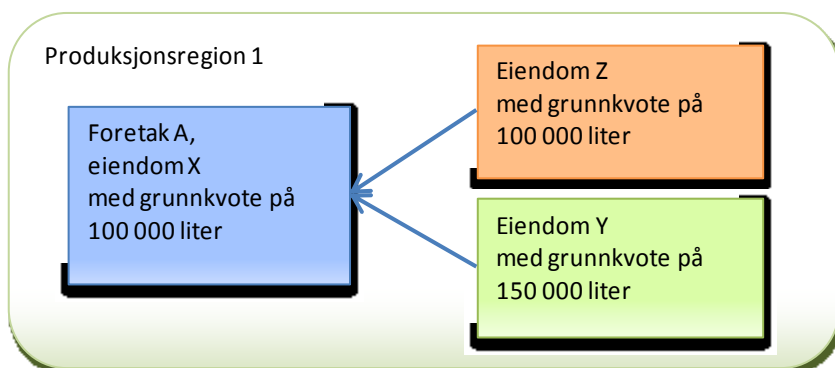 Produksjonsregion 1
Foretak A,
eiendom X
med grunnkvote på
100 000 liter
Eiendom Z
med grunnkvote på
100 000 liter
Eiendom Y
med grunnkvote på
150 000 liter